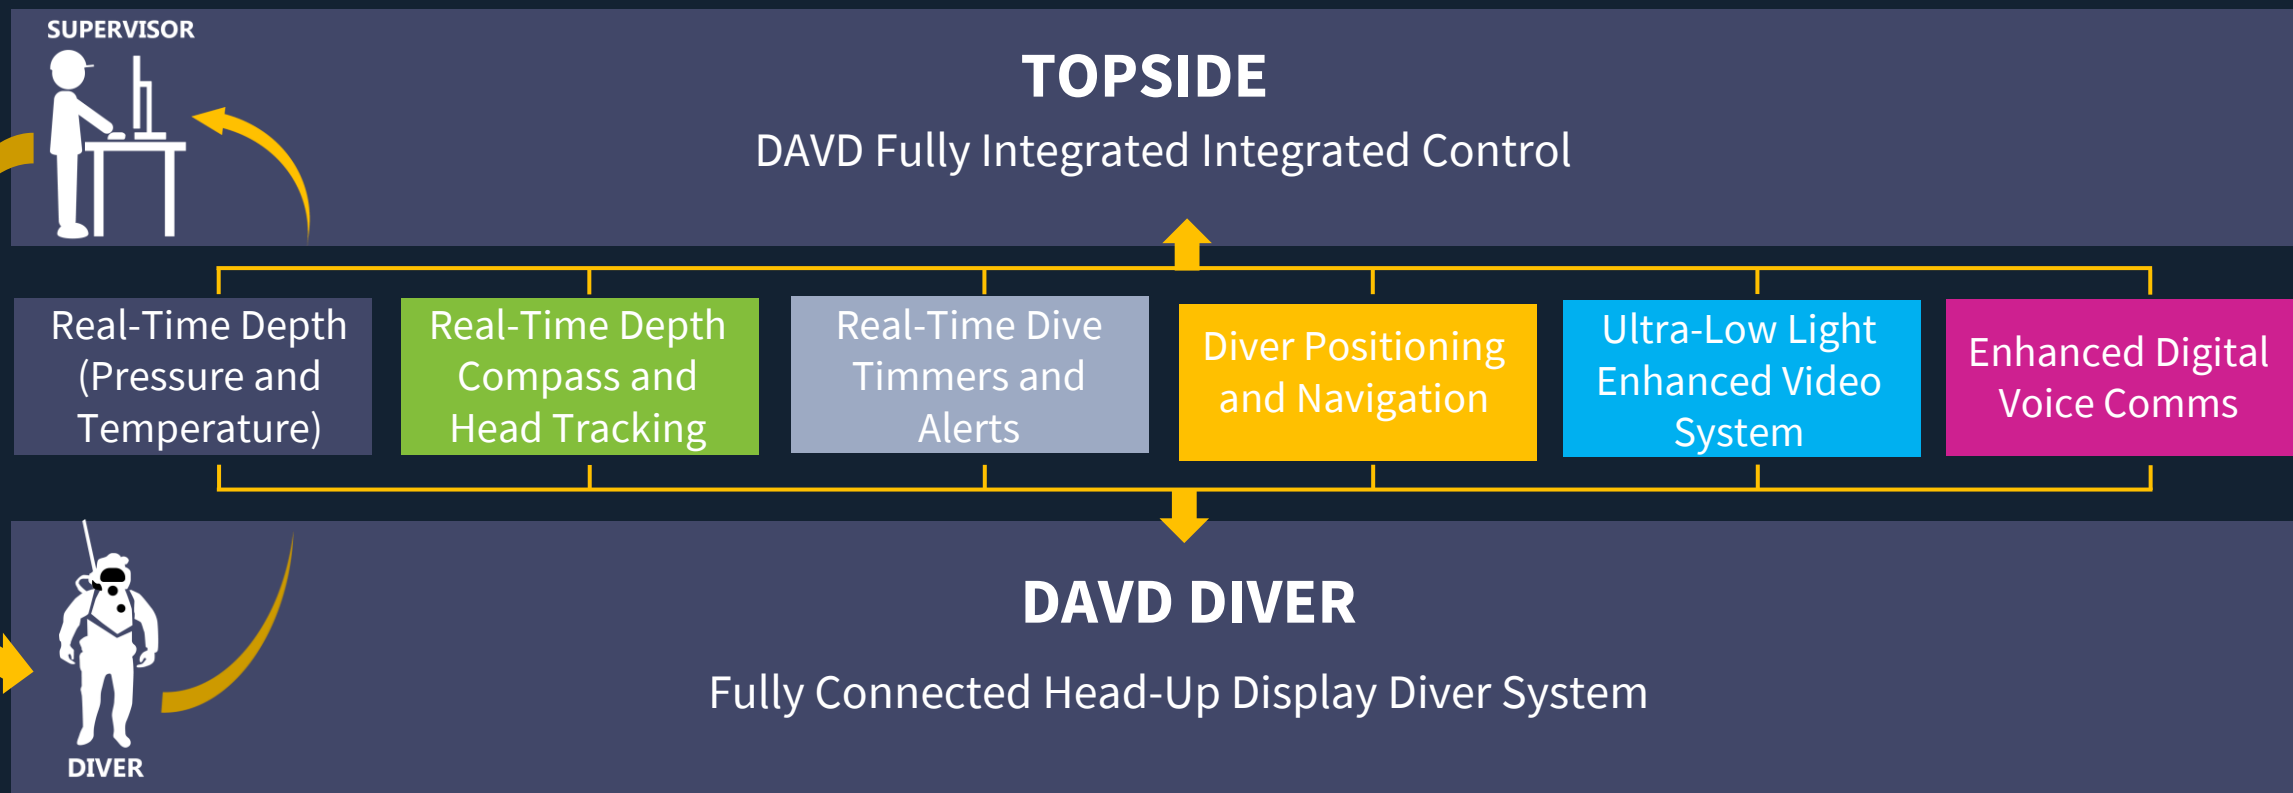 SUPERVISOR
TOPSIDE
DAVD Fully Integrated Integrated Control
Real-Time Depth
(Pressure and
Temperature)
Real-Time Depth
Compass and
Head Tracking
Real-Time Dive
Timmers and
Alerts
Diver Positioning
and Navigation
Ultra-Low Light
Enhanced Video
System
Enhanced Digital
Voice Comms
DAVD DIVER
Fully Connected Head-Up Display Diver System
DIVER